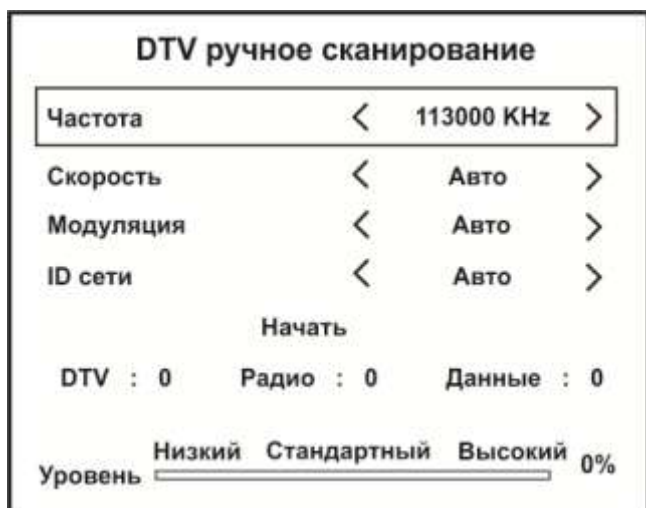 DTV ручное сканирование
Частота < 113000 KHz >
Скорость < Авто >
Модуляция < Авто >
ID сети < Авто >
Начать
DTV : 0 Радио : 0 Данные : 0
Низкий Стандартный Высокий
Уровень 0%